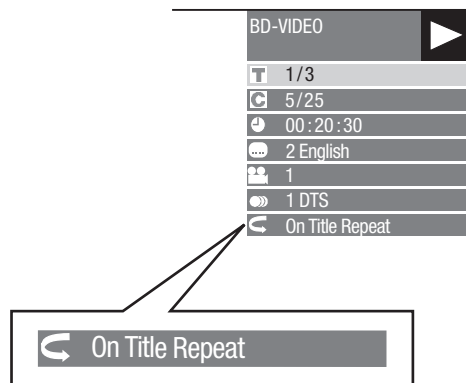 BD-VIDEO
T 1/3
C 5/25
00:20:30
2 English
1
1 DTS
On Title Repeat
On Title Repeat